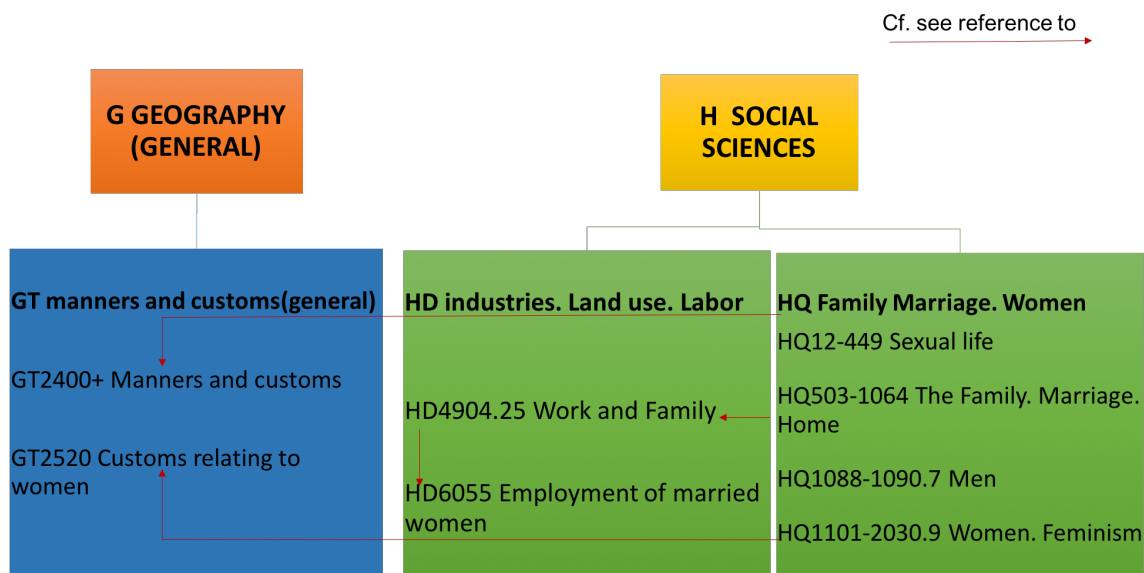 Cf. see reference to
G GEOGRAPHY
(GENERAL)
H  SOCIAL
SCIENCES
GT manners and customs(general)
GT2400+ Manners and customs
GT2520 Customs relating to
women
HD industries. Land use. Labor
HD4904.25 Work and Family
HD6055 Employment of married
women
HQ Family Marriage. Women
HQ12-449 Sexual life
HQ503-1064 The Family. Marriage.
Home
HQ1088-1090.7 Men
HQ1101-2030.9 Women. Feminism